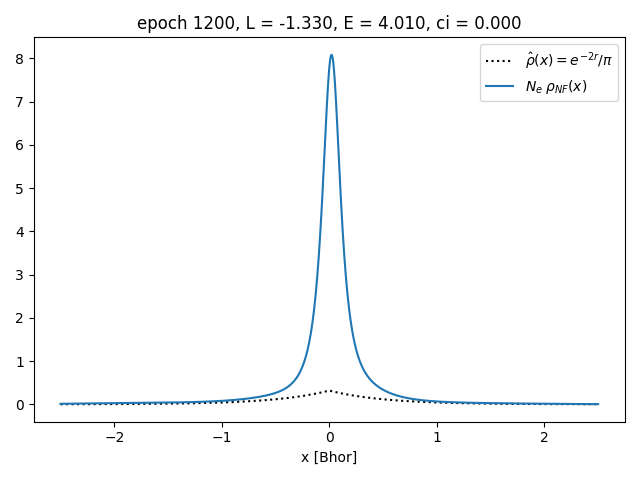 epoch 1200, L = -1.330, E = 4.010, ci = 0.000
ρ̂(x) = e^{-2r}/π
N_e ρ_{NF}(x)
8
7
6
5
4
3
2
1
0
−2 −1 0 1 2
x [Bhor]